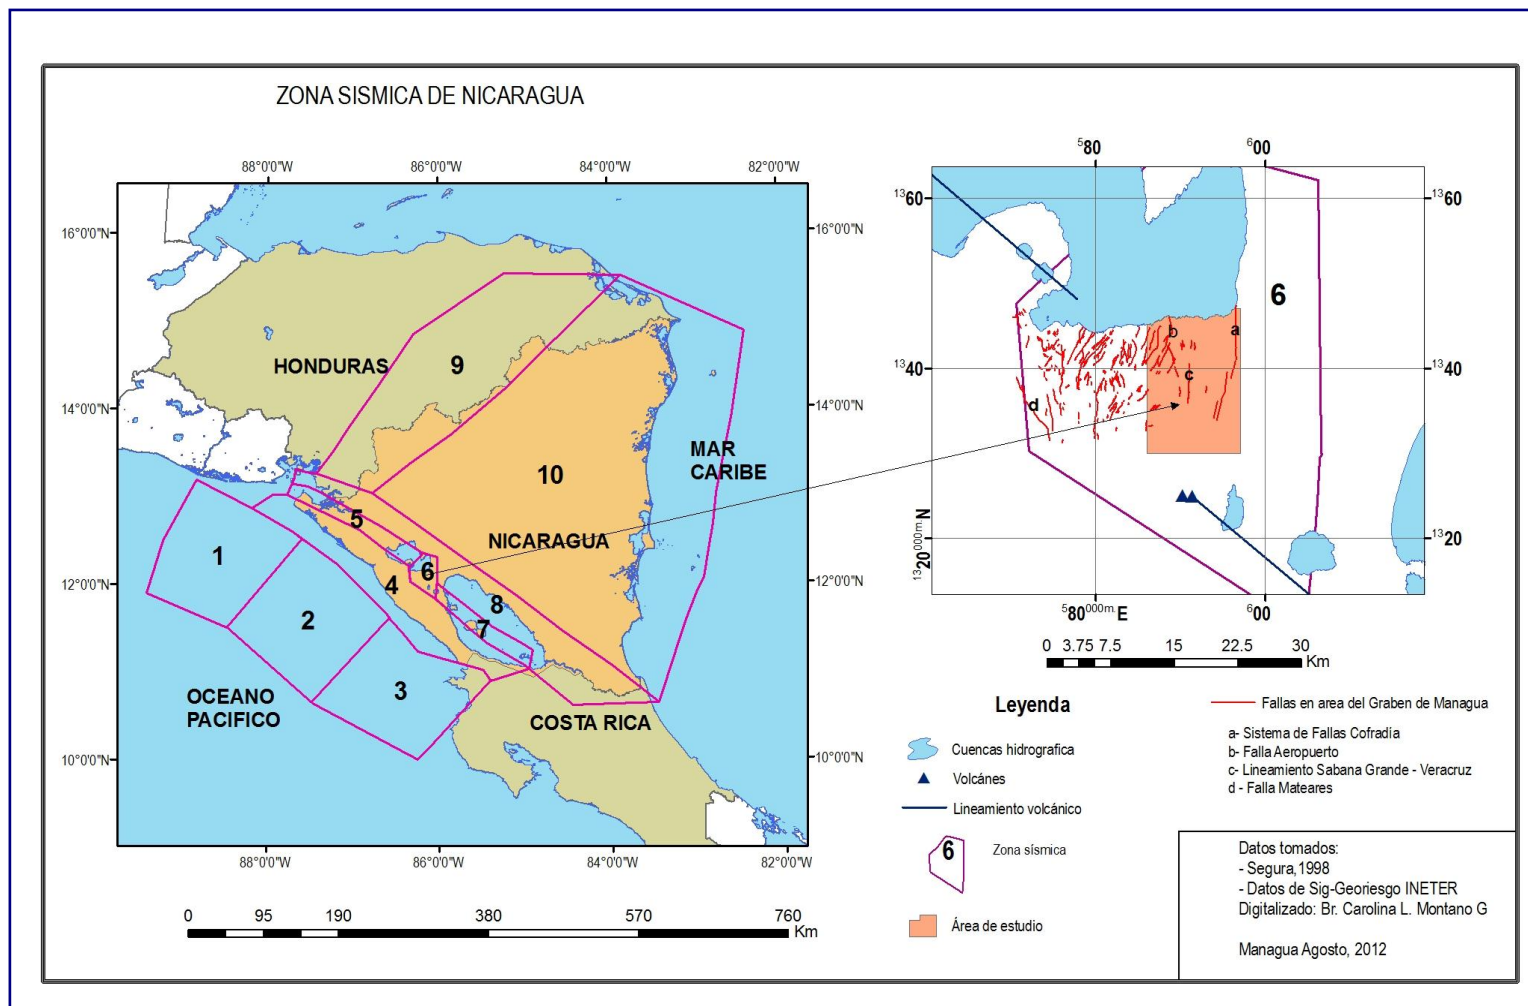 ZONA SISMICA DE NICARAGUA
88°0'0"W
86°0'0"W
84°0'0"W
82°0'0"W
16°0'0"N
16°0'0"N
14°0'0"N
14°0'0"N
12°0'0"N
12°0'0"N
10°0'0"N
10°0'0"N
HONDURAS
9
10
MAR
CARIBE
NICARAGUA
5
6
4
8
7
1
2
3
OCEANO
PACIFICO
COSTA RICA
88°0'0"W
86°0'0"W
84°0'0"W
82°0'0"W
0 95 190 380 570 760
Km
580
600
1360
1360
6
b
a
1340
1340
c
d
1320000m.N
1320
580000m.E
600
0 3.75 7.5 15 22.5 30
Km
Leyenda
Cuencas hidrografica
Volcánes
Lineamiento volcánico
6
Zona sísmica
Área de estudio
Fallas en area del Graben de Managua
a- Sistema de Fallas Cofradía
b- Falla Aeropuerto
c- Lineamiento Sabana Grande - Veracruz
d - Falla Mateares
Datos tomados:
- Segura,1998
- Datos de Sig-Georiesgo INETER
Digitalizado: Br. Carolina L. Montano G
Managua Agosto, 2012